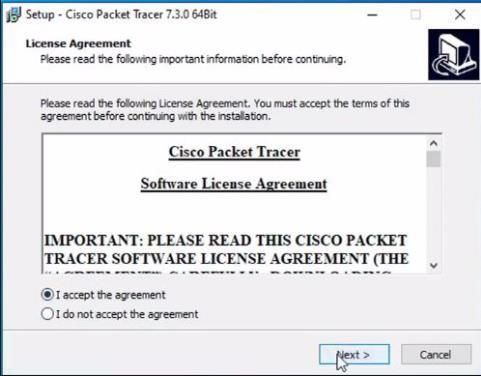 Setup - Cisco Packet Tracer 7.3.0 64Bit
License Agreement
Please read the following important information before continuing.
Please read the following License Agreement. You must accept the terms of this
agreement before continuing with the installation.
Cisco Packet Tracer
Software License Agreement
IMPORTANT: PLEASE READ THIS CISCO PACKET
TRACER SOFTWARE LICENSE AGREEMENT (THE
I accept the agreement
I do not accept the agreement
Next >
Cancel